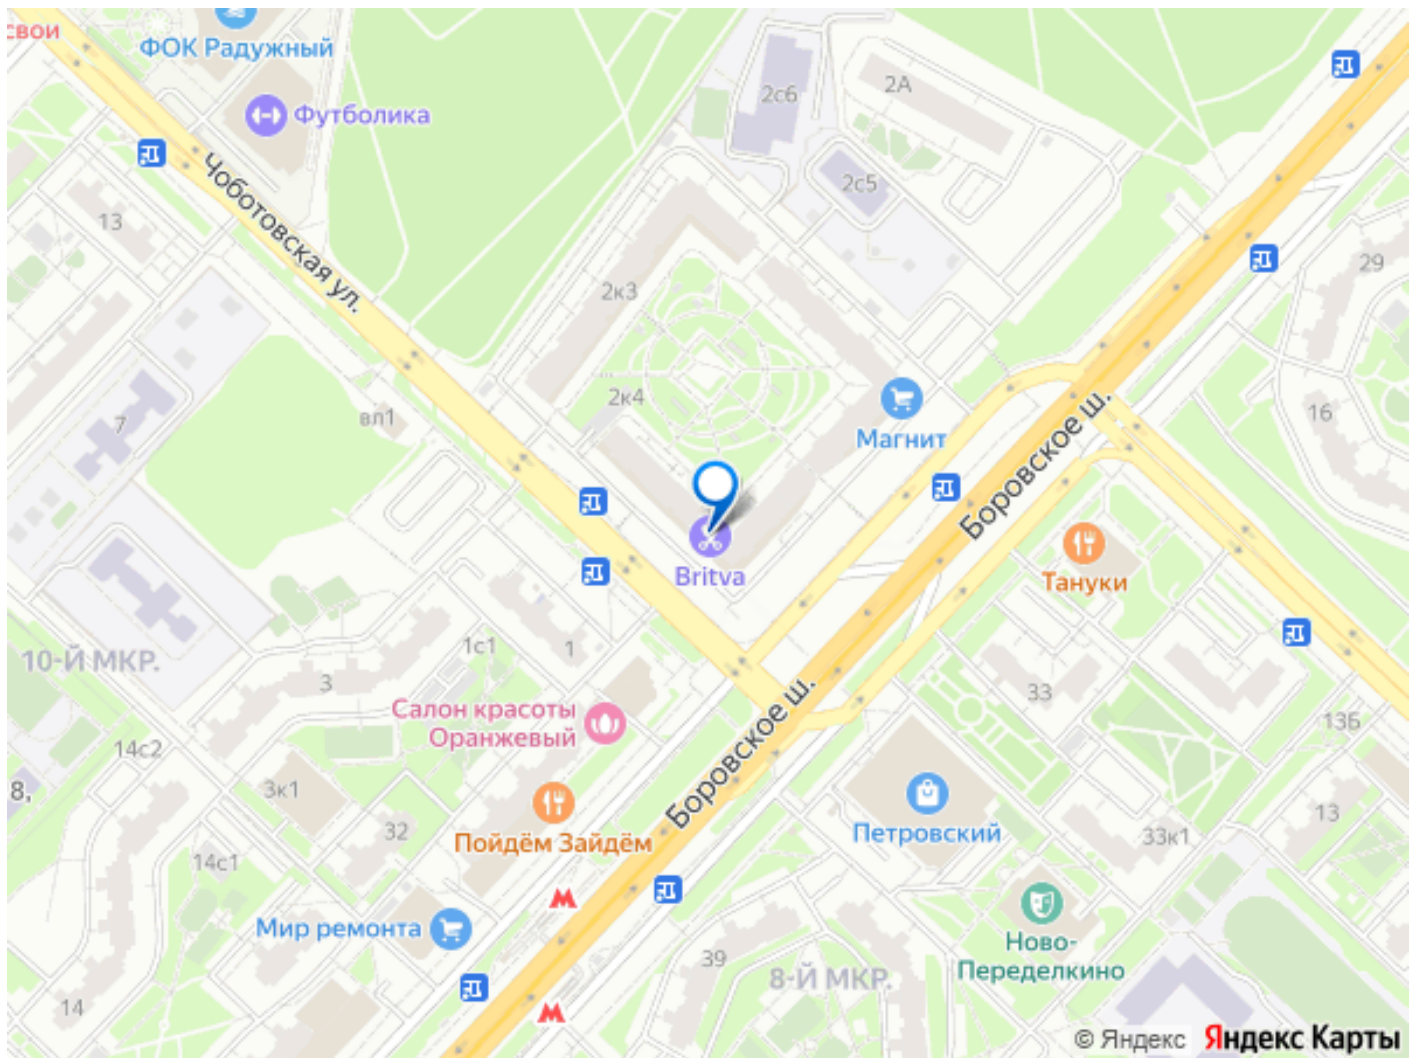 свои
ФОК Радужный
Футболика
2с6
2А
2с5
Чоботовская ул.
13
2к3
29
2к4
вл1
7
16
Магнит
Боровское ш.
Britva
Тануки
10-Й МКР.
1с1
1
3
33
Салон красоты
Оранжевый
Боровское ш.
13Б
14с2
8,
3к1
Пойдём Зайдём
32
Петровский
13
33к1
14с1
Мир ремонта
Ново-
Переделкино
39
8-Й МКР.
14
© Яндекс Яндекс Карты